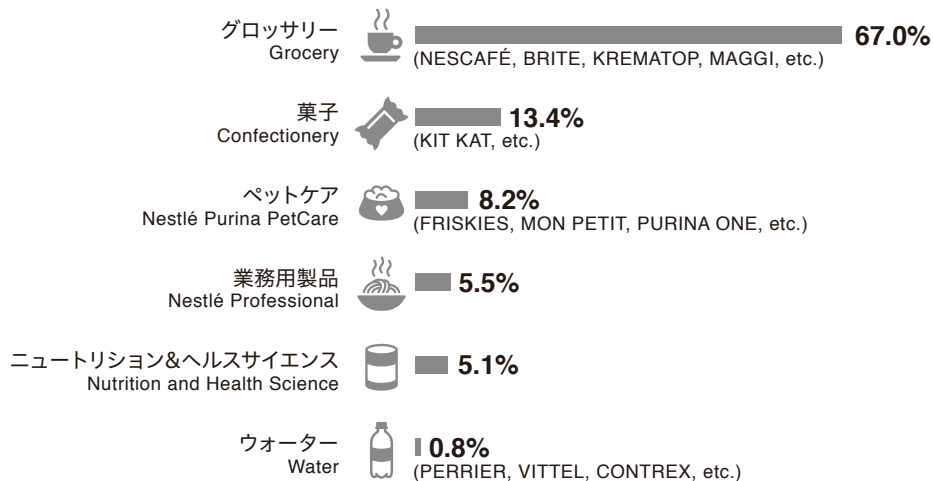 グロッサリー
Grocery
67.0%
(NESCAFÉ, BRITE, KREMATOP, MAGGI, etc.)
菓子
Confectionery
13.4%
(KIT KAT, etc.)
ペットケア
Nestlé Purina PetCare
8.2%
(FRISKIES, MON PETIT, PURINA ONE, etc.)
業務用製品
Nestlé Professional
5.5%
ニュートリション&ヘルスサイエンス
Nutrition and Health Science
5.1%
ウォーター
Water
0.8%
(PERRIER, VITTEL, CONTREX, etc.)